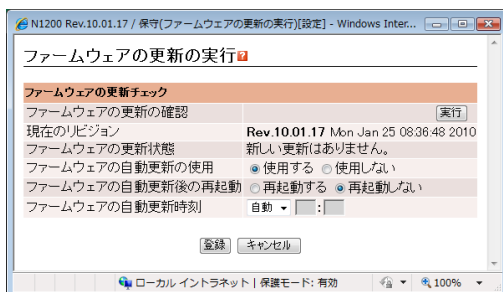 N1200 Rev.10.01.17 / 保守(ファームウェアの更新の実行)[設定] - Windows Inter...
ファームウェアの更新の実行?
ファームウェアの更新チェック
ファームウェアの更新の確認 実行
現在のリビジョン Rev.10.01.17 Mon Jan 25 08:36:48 2010
ファームウェアの更新状態 新しい更新はありません。
ファームウェアの自動更新の使用 使用する 使用しない
ファームウェアの自動更新後の再起動 再起動する 再起動しない
ファームウェアの自動更新時刻 自動 :
登録 キャンセル
ローカル イントラネット | 保護モード: 有効 100%